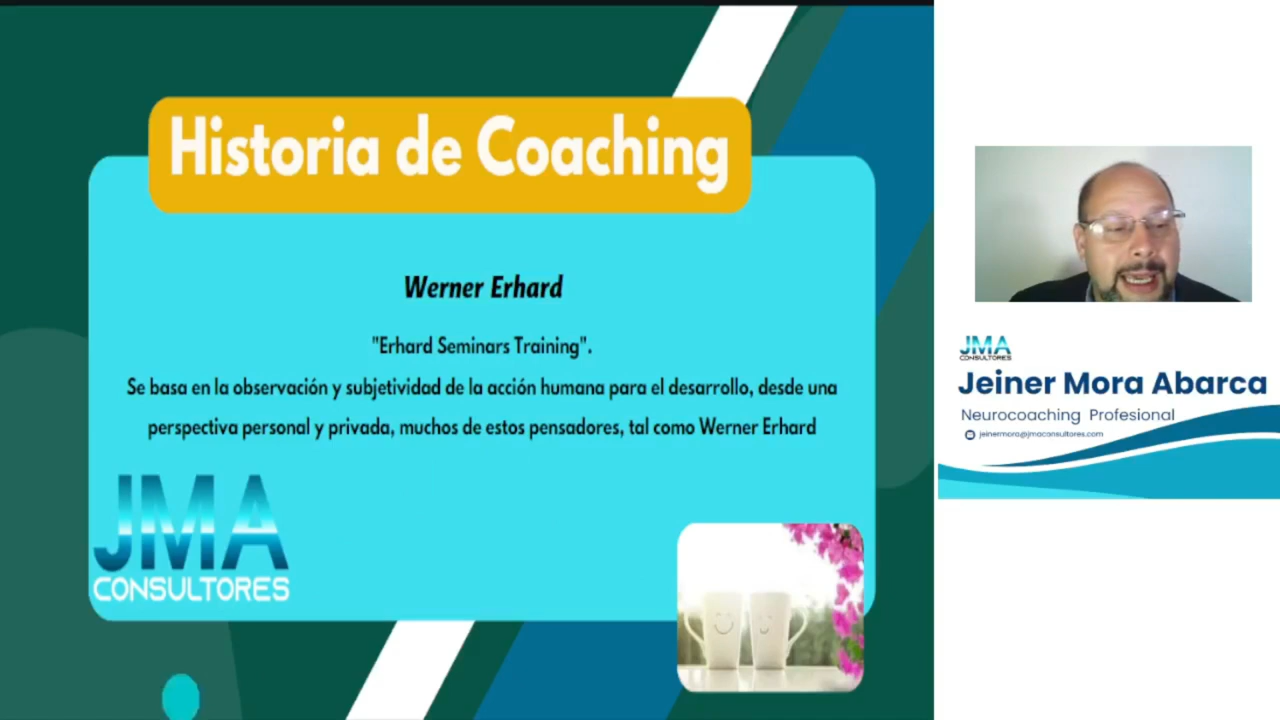 Historia de Coaching
Werner Erhard
"Erhard Seminars Training".
Se basa en la observación y subjetividad de la acción humana para el desarrollo, desde una
perspectiva personal y privada, muchos de estos pensadores, tal como Werner Erhard
JMA
CONSULTORES
JMA
CONSULTORES
Jeiner Mora Abarca
Neurocoaching Profesional
jeinermora@jmaconsultores.com